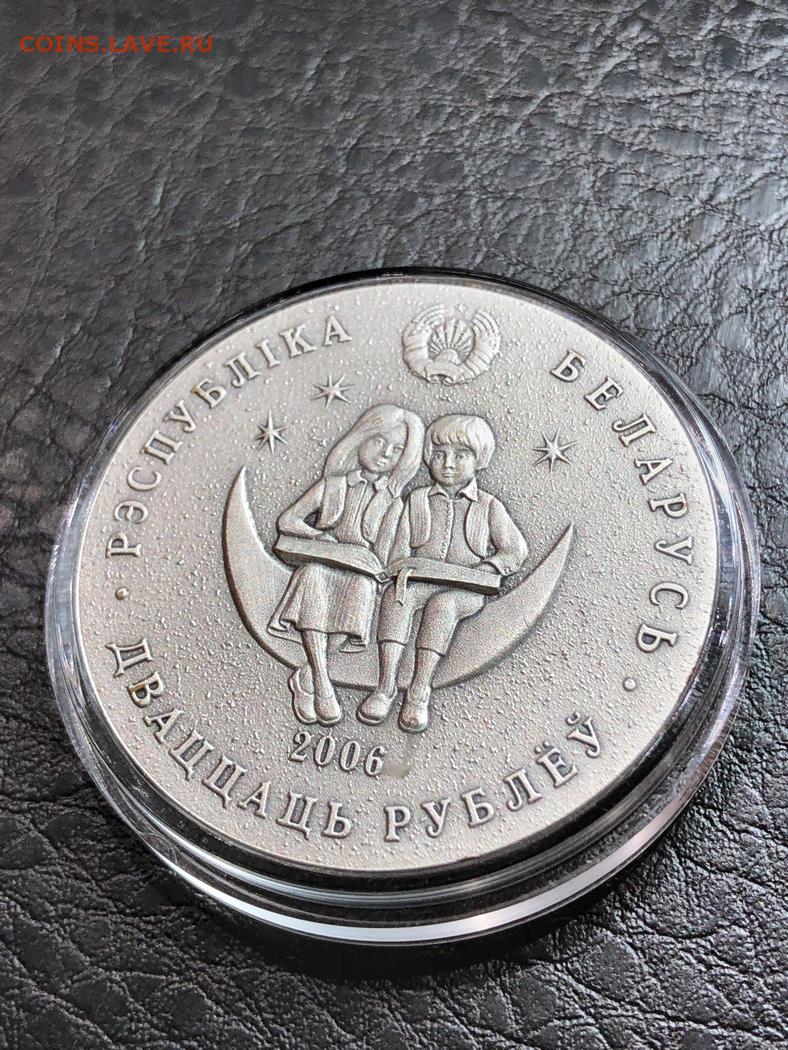 COINS.LAVE.RU
РЭСПУБЛІКА БЕЛАРУСЬ
2006
ДВАЦЦАЦЬ РУБЛЁЎ